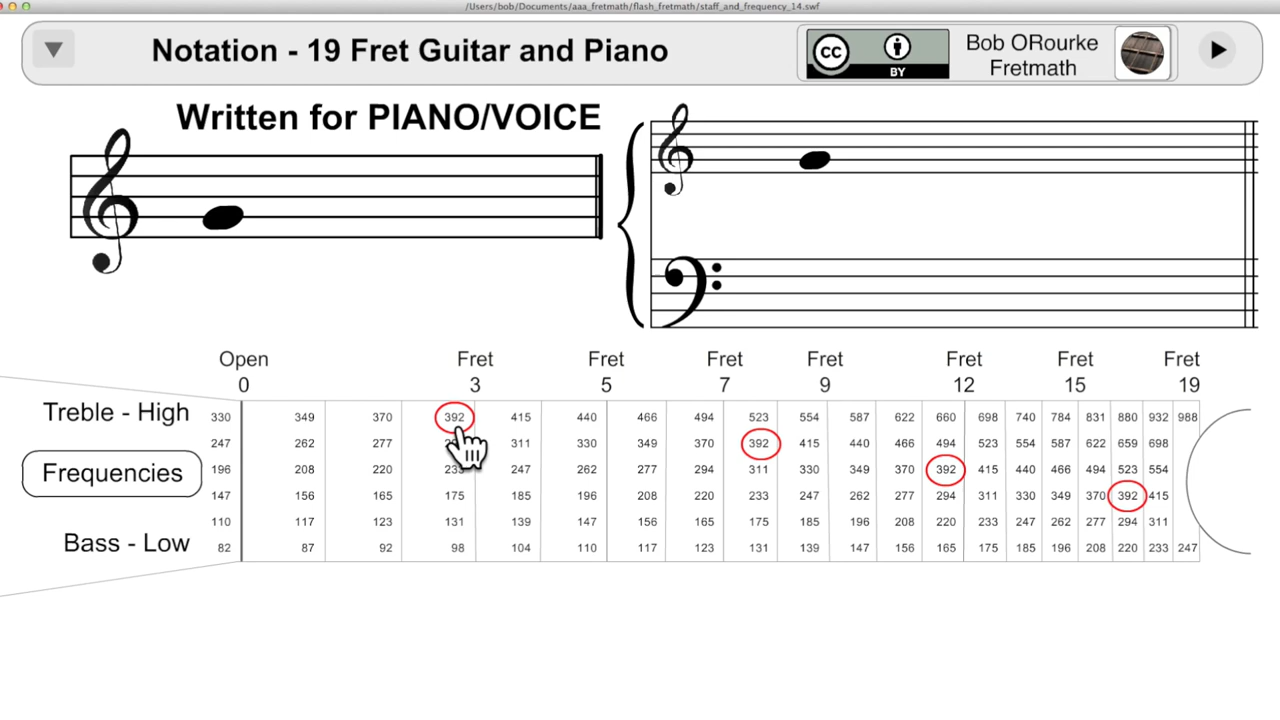 /Users/bob/Documents/aaa_fretmath/flash_fretmath/staff_and_frequency_14.swf
Notation - 19 Fret Guitar and Piano
CC BY
Bob ORourke
Fretmath
Written for PIANO/VOICE
Open Fret Fret Fret Fret Fret Fret Fret
0 3 5 7 9 12 15 19
Treble - High 330 349 370 392 415 440 466 494 523 554 587 622 660 698 740 784 831 880 932 988
247 262 277 311 330 349 370 392 415 440 466 494 523 554 587 622 659 698
Frequencies 196 208 220 233 247 262 277 294 311 330 349 370 392 415 440 466 494 523 554
147 156 165 175 185 196 208 220 233 247 262 277 294 311 330 349 370 392 415
110 117 123 131 139 147 156 165 175 185 196 208 220 233 247 262 277 294 311
Bass - Low 82 87 92 98 104 110 117 123 131 139 147 156 165 175 185 196 208 220 233 247